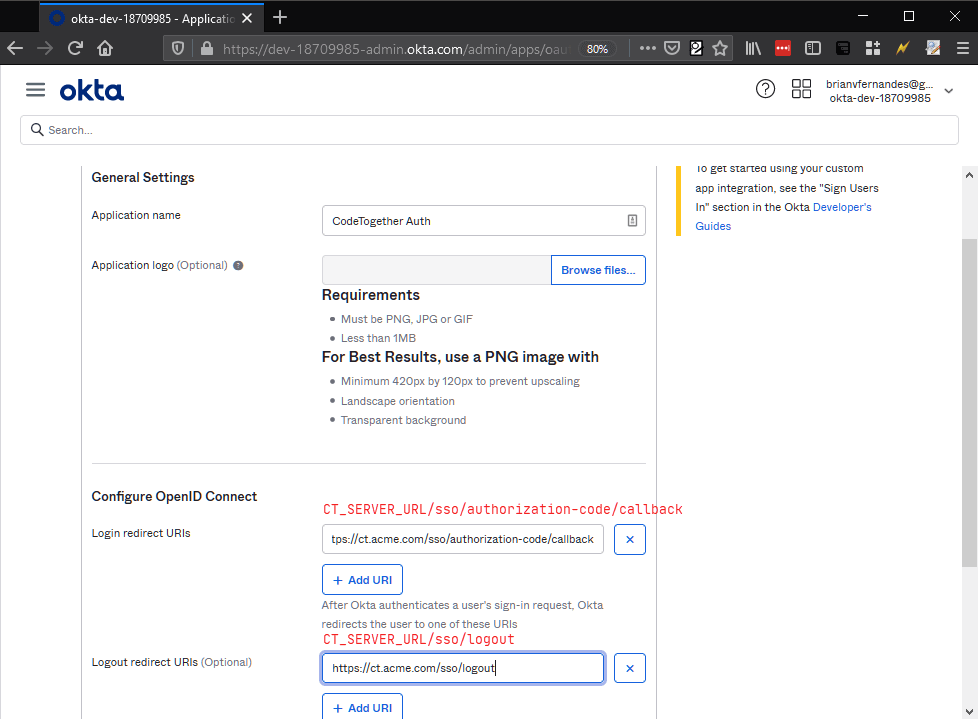 okta-dev-18709985 - Applicatio
https://dev-18709985-admin.okta.com/admin/apps/oau
80%
okta
brianvfernandes@g...
okta-dev-18709985
Search...
General Settings
Application name
CodeTogether Auth
Application logo (Optional)
Browse files...
Requirements
Must be PNG, JPG or GIF
Less than 1MB
For Best Results, use a PNG image with
Minimum 420px by 120px to prevent upscaling
Landscape orientation
Transparent background
To get started using your custom
app integration, see the "Sign Users
In" section in the Okta Developer's
Guides
Configure OpenID Connect
CT_SERVER_URL/sso/authorization-code/callback
Login redirect URIs
tps://ct.acme.com/sso/authorization-code/callback
+ Add URI
After Okta authenticates a user's sign-in request, Okta
redirects the user to one of these URIs
CT_SERVER_URL/sso/logout
Logout redirect URIs (Optional)
https://ct.acme.com/sso/logout
+ Add URI